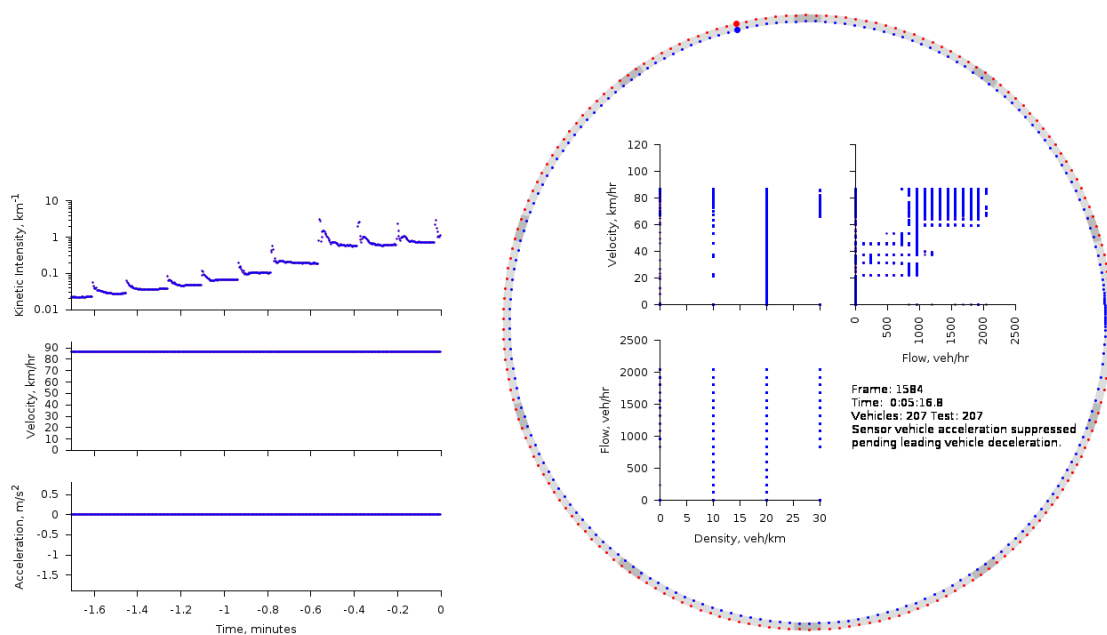 10
1
0.1
0.01
Kinetic Intensity, km-1
90
80
70
60
50
40
30
20
10
0
Velocity, km/hr
0.5
0
-0.5
-1
-1.5
Acceleration, m/s2
-1.6 -1.4 -1.2 -1 -0.8 -0.6 -0.4 -0.2 0
Time, minutes
120
100
80
60
40
20
0
Velocity, km/hr
0 500 1000 1500 2000 2500
Flow, veh/hr
2500
2000
1500
1000
500
0
Flow, veh/hr
0 5 10 15 20 25 30
Density, veh/km
Frame: 1584
Time: 0:05:16.8
Vehicles: 207 Test: 207
Sensor vehicle acceleration suppressed
pending leading vehicle deceleration.